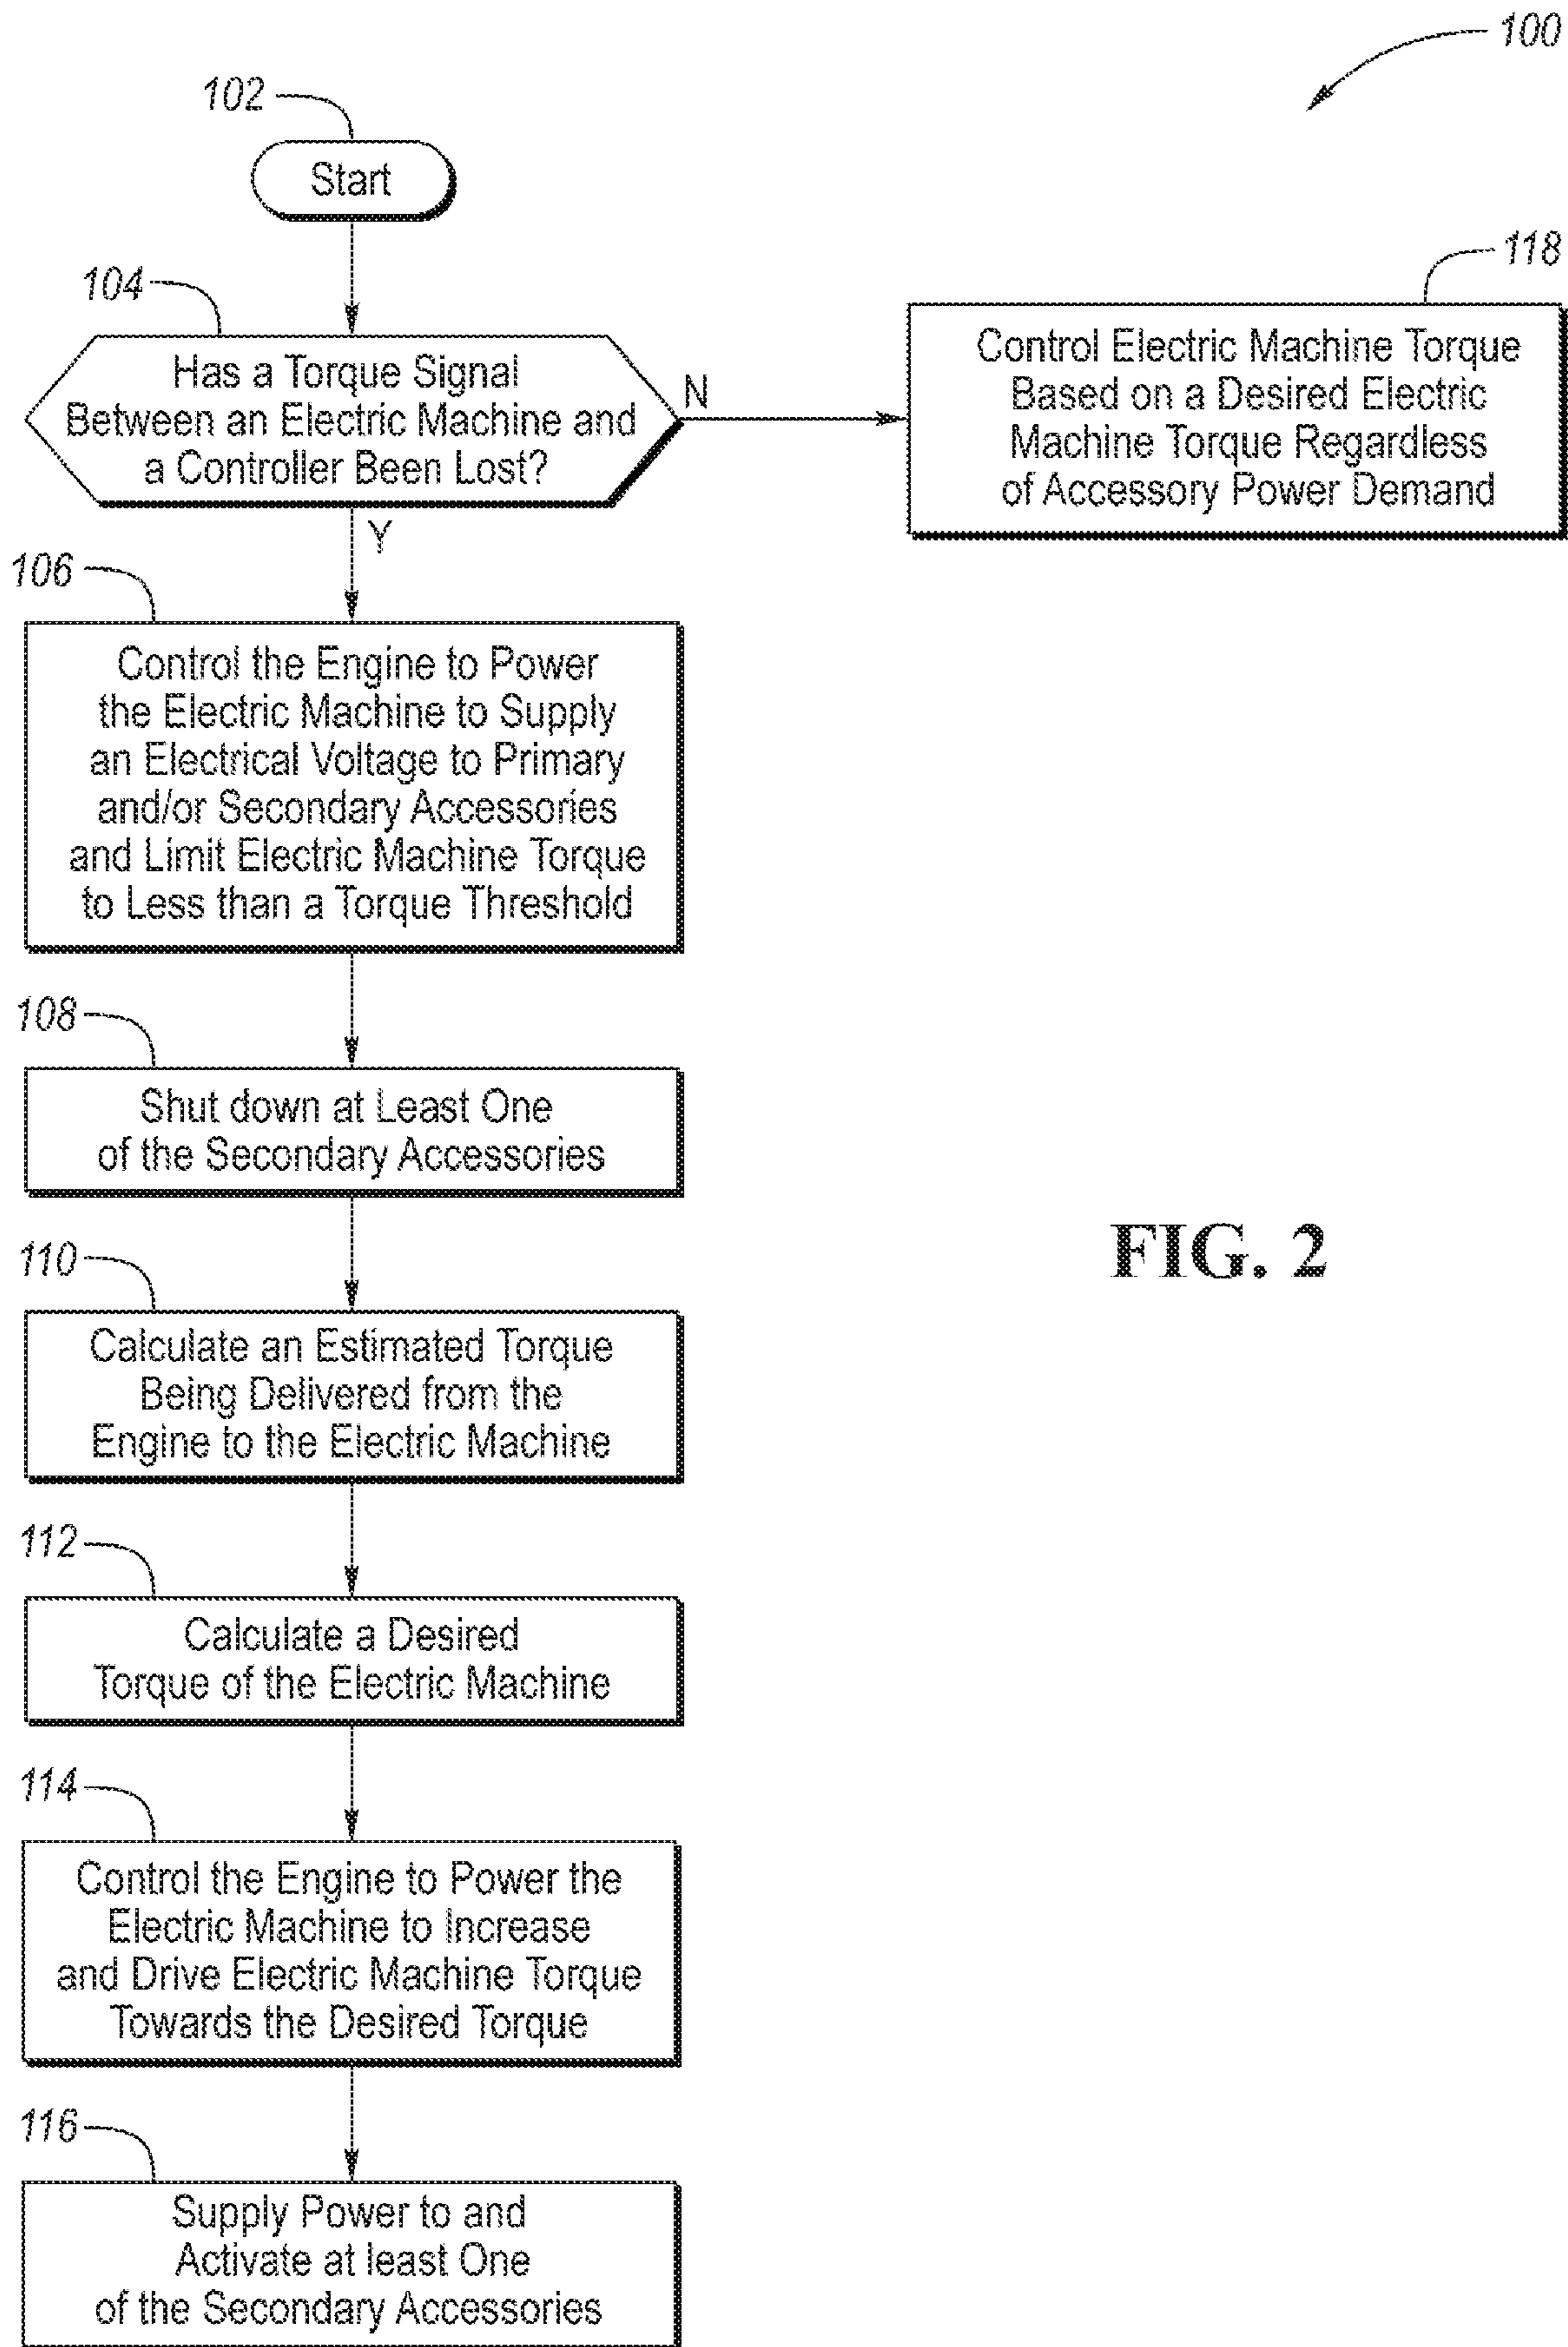 100
102
Start
104
Has a Torque Signal
Between an Electric Machine and
a Controller Been Lost?
N
Y
118
Control Electric Machine Torque
Based on a Desired Electric
Machine Torque Regardless
of Accessory Power Demand
106
Control the Engine to Power
the Electric Machine to Supply
an Electrical Voltage to Primary
and/or Secondary Accessories
and Limit Electric Machine Torque
to Less than a Torque Threshold
108
Shut down at Least One
of the Secondary Accessories
110
Calculate an Estimated Torque
Being Delivered from the
Engine to the Electric Machine
112
Calculate a Desired
Torque of the Electric Machine
114
Control the Engine to Power the
Electric Machine to Increase
and Drive Electric Machine Torque
Towards the Desired Torque
116
Supply Power to and
Activate at least One
of the Secondary Accessories
FIG. 2